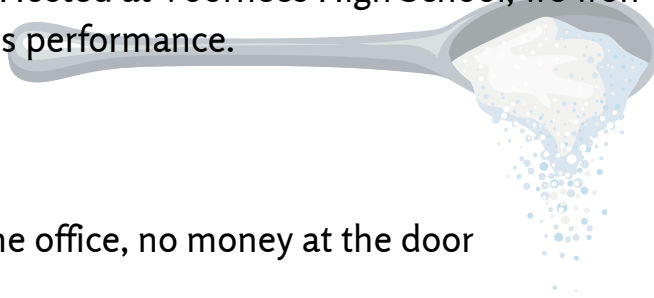 at Voorhees High School,
s performance.
office, no money at the door